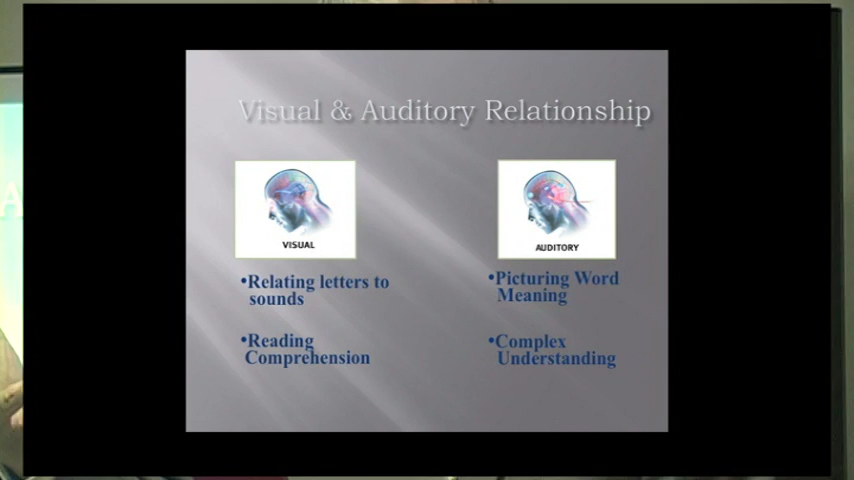 A
Visual & Auditory Relationship
VISUAL
•Relating letters to
sounds
•Reading
Comprehension
AUDITORY
•Picturing Word
Meaning
•Complex
Understanding